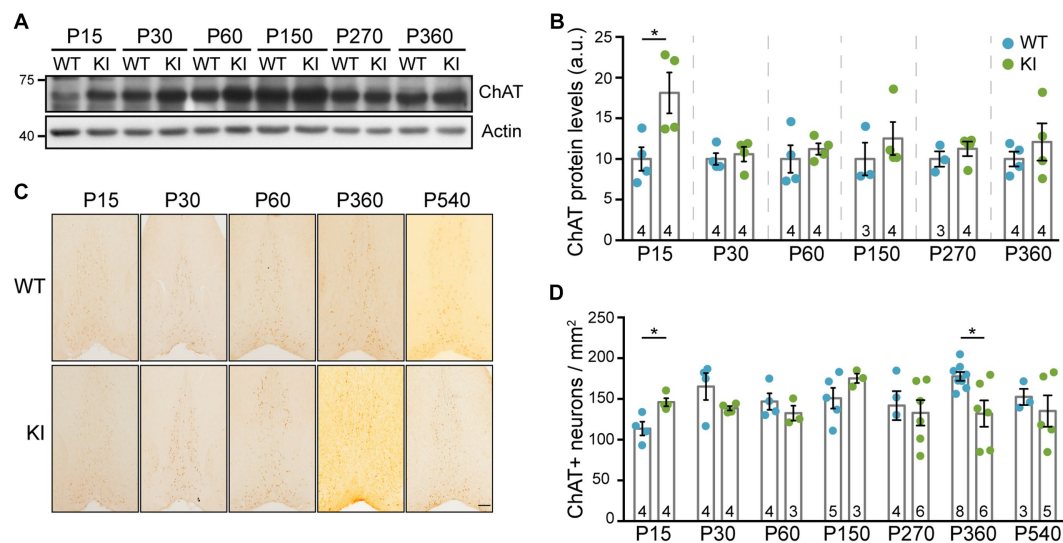 A
P15 P30 P60 P150 P270 P360
WT KI WT KI WT KI WT KI WT KI WT KI
75
ChAT
40
Actin
B
ChAT protein levels (a.u.)
25
20
15
10
5
0
*
WT
KI
4 4 4 4 4 4 3 4 3 4 4 4
P15 P30 P60 P150 P270 P360
C
P15 P30 P60 P360 P540
WT
KI
D
ChAT+ neurons / mm²
250
200
150
100
50
0
* *
4 4 4 4 4 3 5 3 4 6 8 6 3 5
P15 P30 P60 P150 P270 P360 P540